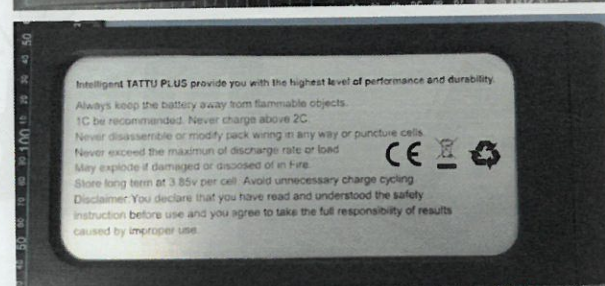 Intelligent TATTU PLUS provide you with the highest level of performance and durability.
Always keep the battery away from flammable objects.
1C be recommended. Never charge above 2C.
Never disassemble or modify pack wiring in any way or puncture cells.
Never exceed the maximun of discharge rate or load
May explode if damaged or disposed of in Fire.
Store long term at 3.85v per cell. Avoid unnecessary charge cycling.
Disclaimer:You declare that you have read and understood the safety
instruction before use and you agree to take the full responsibility of results
caused by improper use.
CE